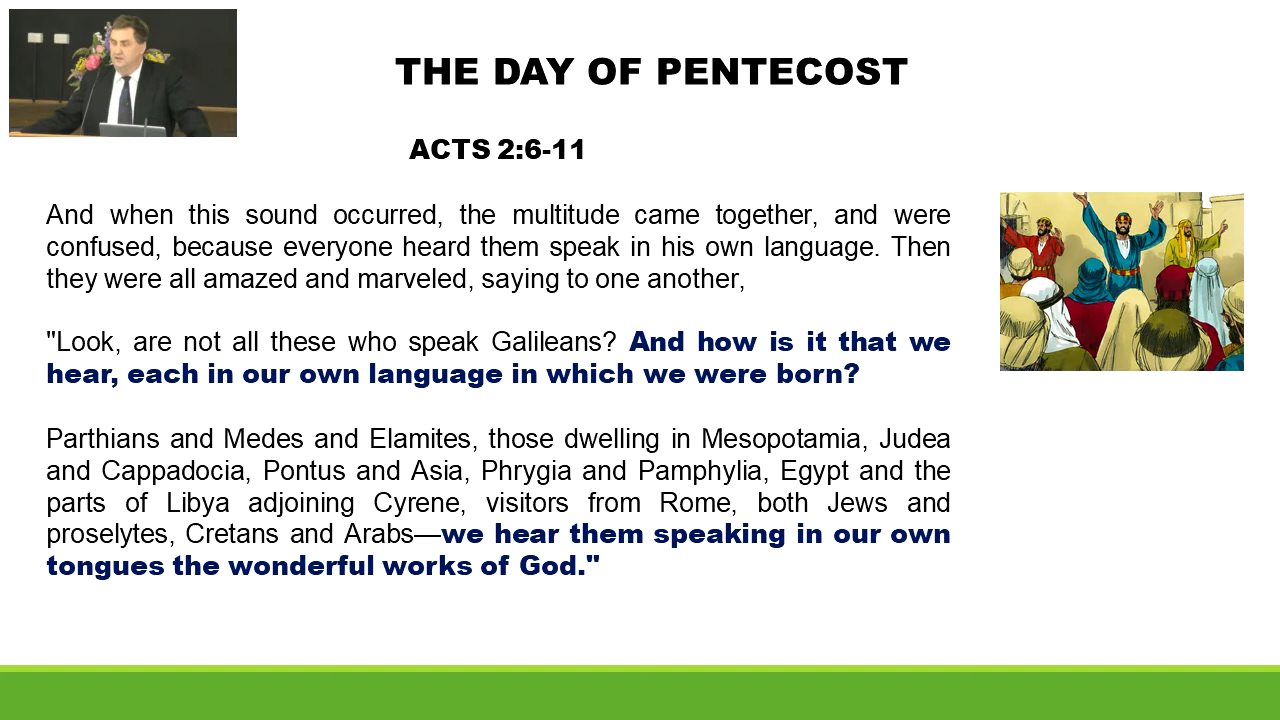 THE DAY OF PENTECOST
ACTS 2:6-11
And when this sound occurred, the multitude came together, and were
confused, because everyone heard them speak in his own language. Then
they were all amazed and marveled, saying to one another,
"Look, are not all these who speak Galileans? And how is it that we
hear, each in our own language in which we were born?
Parthians and Medes and Elamites, those dwelling in Mesopotamia, Judea
and Cappadocia, Pontus and Asia, Phrygia and Pamphylia, Egypt and the
parts of Libya adjoining Cyrene, visitors from Rome, both Jews and
proselytes, Cretans and Arabs—we hear them speaking in our own
tongues the wonderful works of God."